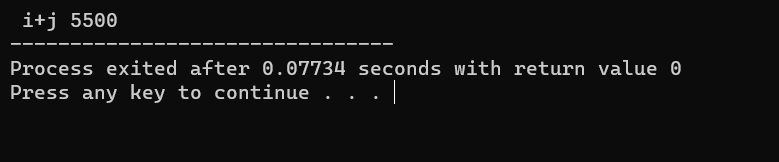 i+j 5500
--------------------------------
Process exited after 0.07734 seconds with return value 0
Press any key to continue . . .